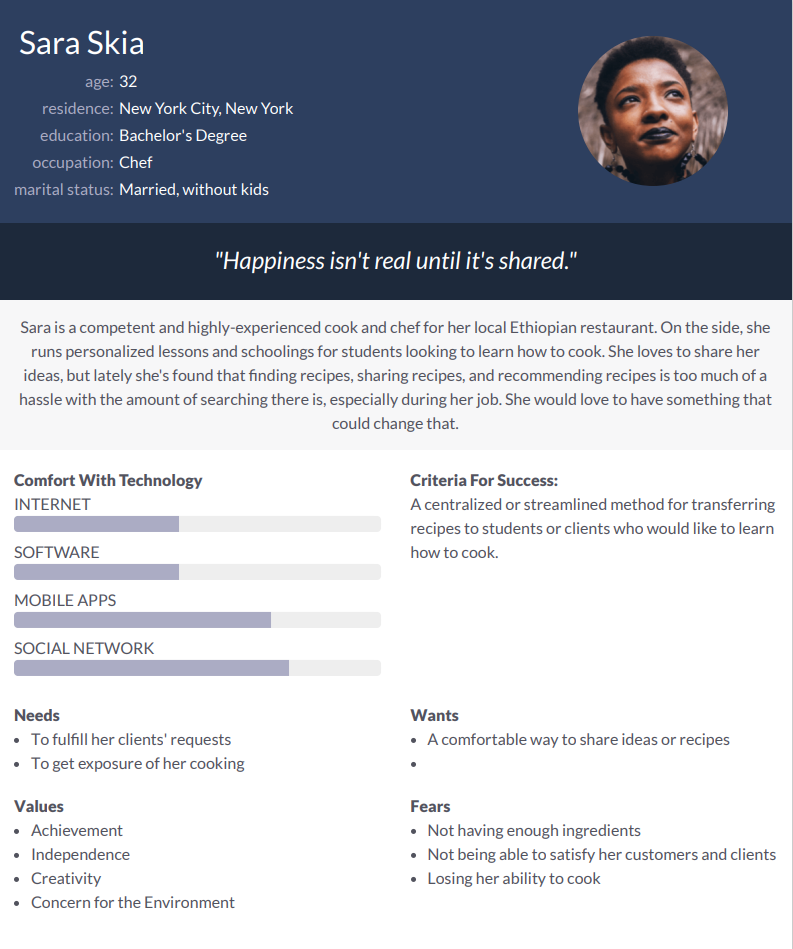 Sara Skia
age: 32
residence: New York City, New York
education: Bachelor's Degree
occupation: Chef
marital status: Married, without kids
"Happiness isn't real until it's shared."
Sara is a competent and highly-experienced cook and chef for her local Ethiopian restaurant. On the side, she
runs personalized lessons and schoolings for students looking to learn how to cook. She loves to share her
ideas, but lately she's found that finding recipes, sharing recipes, and recommending recipes is too much of a
hassle with the amount of searching there is, especially during her job. She would love to have something that
could change that.
Comfort With Technology
INTERNET
SOFTWARE
MOBILE APPS
SOCIAL NETWORK
Criteria For Success:
A centralized or streamlined method for transferring
recipes to students or clients who would like to learn
how to cook.
Needs
• To fulfill her clients' requests
• To get exposure of her cooking
Wants
• A comfortable way to share ideas or recipes
•
Values
• Achievement
• Independence
• Creativity
• Concern for the Environment
Fears
• Not having enough ingredients
• Not being able to satisfy her customers and clients
• Losing her ability to cook